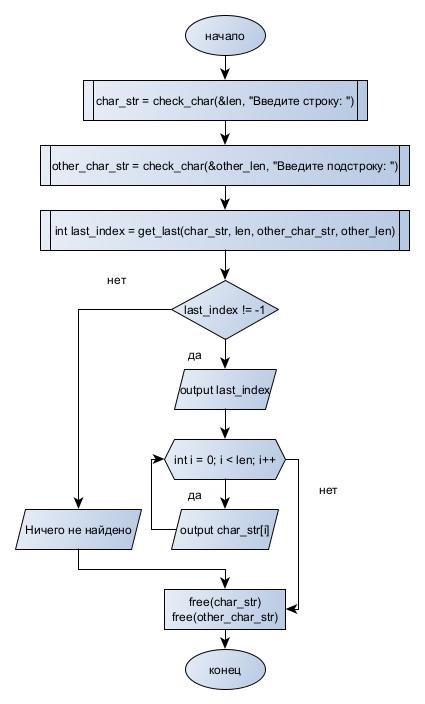 начало
char_str = check_char(&len, "Введите строку: ")
other_char_str = check_char(&other_len, "Введите подстроку: ")
int last_index = get_last(char_str, len, other_char_str, other_len)
нет
last_index != -1
да
output last_index
int i = 0; i < len; i++
да
нет
Ничего не найдено
output char_str[i]
free(char_str)
free(other_char_str)
конец